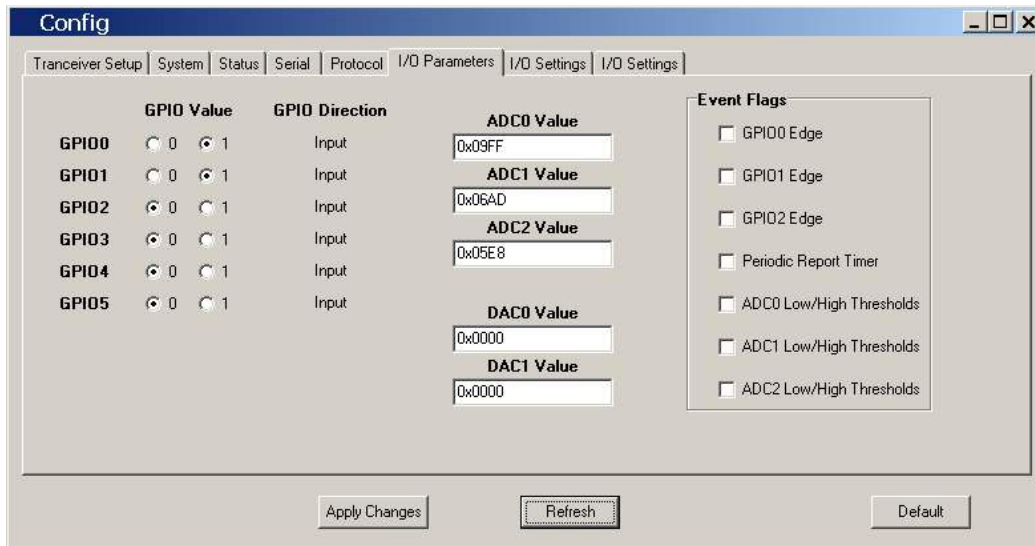 Config
Tranceiver Setup System Status Serial Protocol I/O Parameters I/O Settings I/O Settings
GPIO Value GPIO Direction
GPIO0 0 1 Input
GPIO1 0 1 Input
GPIO2 0 1 Input
GPIO3 0 1 Input
GPIO4 0 1 Input
GPIO5 0 1 Input
ADC0 Value
0x09FF
ADC1 Value
0x06AD
ADC2 Value
0x05E8
DAC0 Value
0x0000
DAC1 Value
0x0000
Event Flags
GPIO0 Edge
GPIO1 Edge
GPIO2 Edge
Periodic Report Timer
ADC0 Low/High Thresholds
ADC1 Low/High Thresholds
ADC2 Low/High Thresholds
Apply Changes Refresh Default